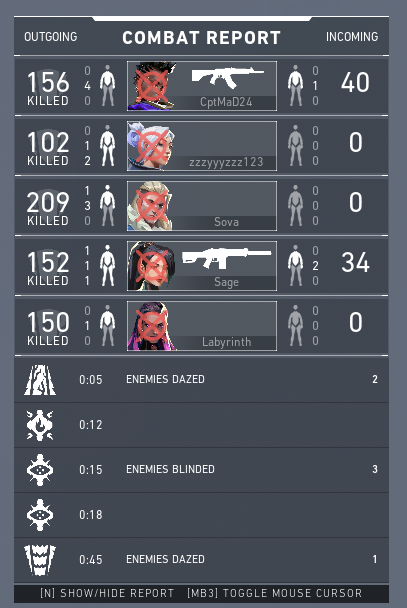 OUTGOING COMBAT REPORT INCOMING
156 KILLED 0 4 0 CptMaD24 0 1 0 40
102 KILLED 0 1 2 zzzyyyzzz123 0 0 0 0
209 KILLED 1 3 0 Sova 0 0 0 0
152 KILLED 1 1 1 Sage 0 2 0 34
150 KILLED 0 1 0 Labyrinth 0 0 0 0
0:05 ENEMIES DAZED 2
0:12
0:15 ENEMIES BLINDED 3
0:18
0:45 ENEMIES DAZED 1
[N] SHOW/HIDE REPORT [MB3] TOGGLE MOUSE CURSOR